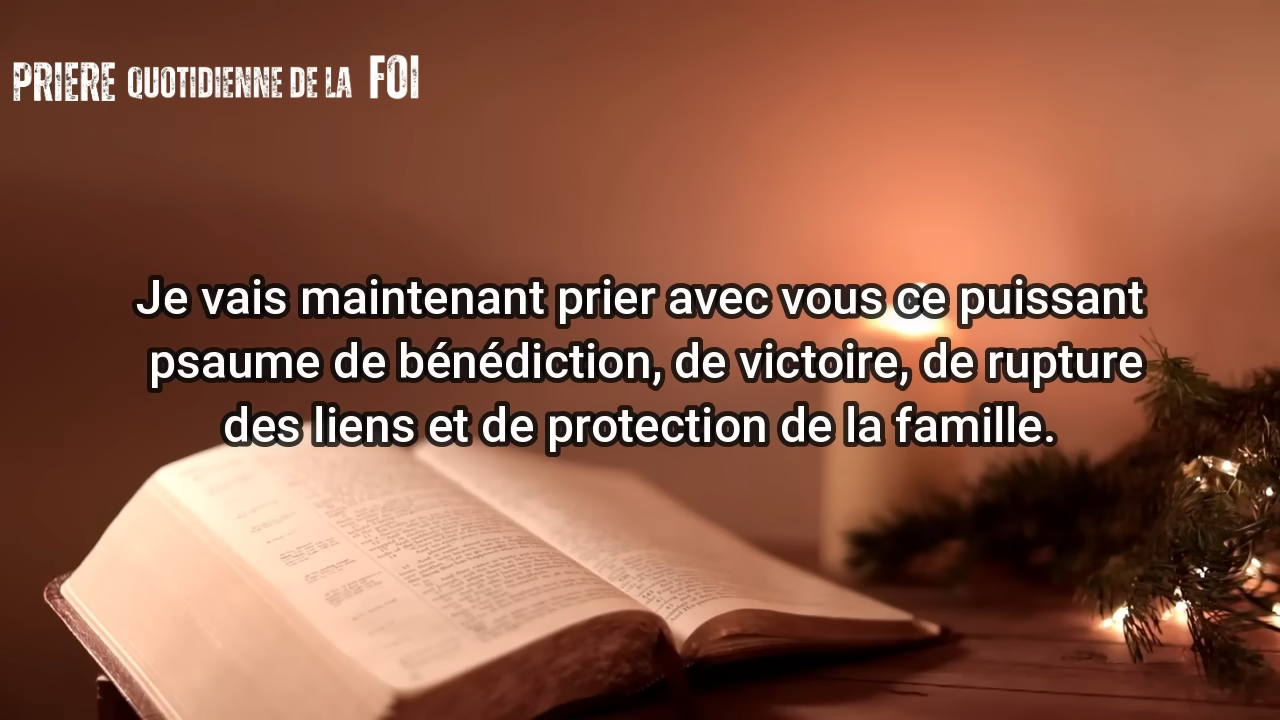 PRIERE QUOTIDIENNE DE LA FOI
Je vais maintenant prier avec vous ce puissant
psaume de bénédiction, de victoire, de rupture
des liens et de protection de la famille.